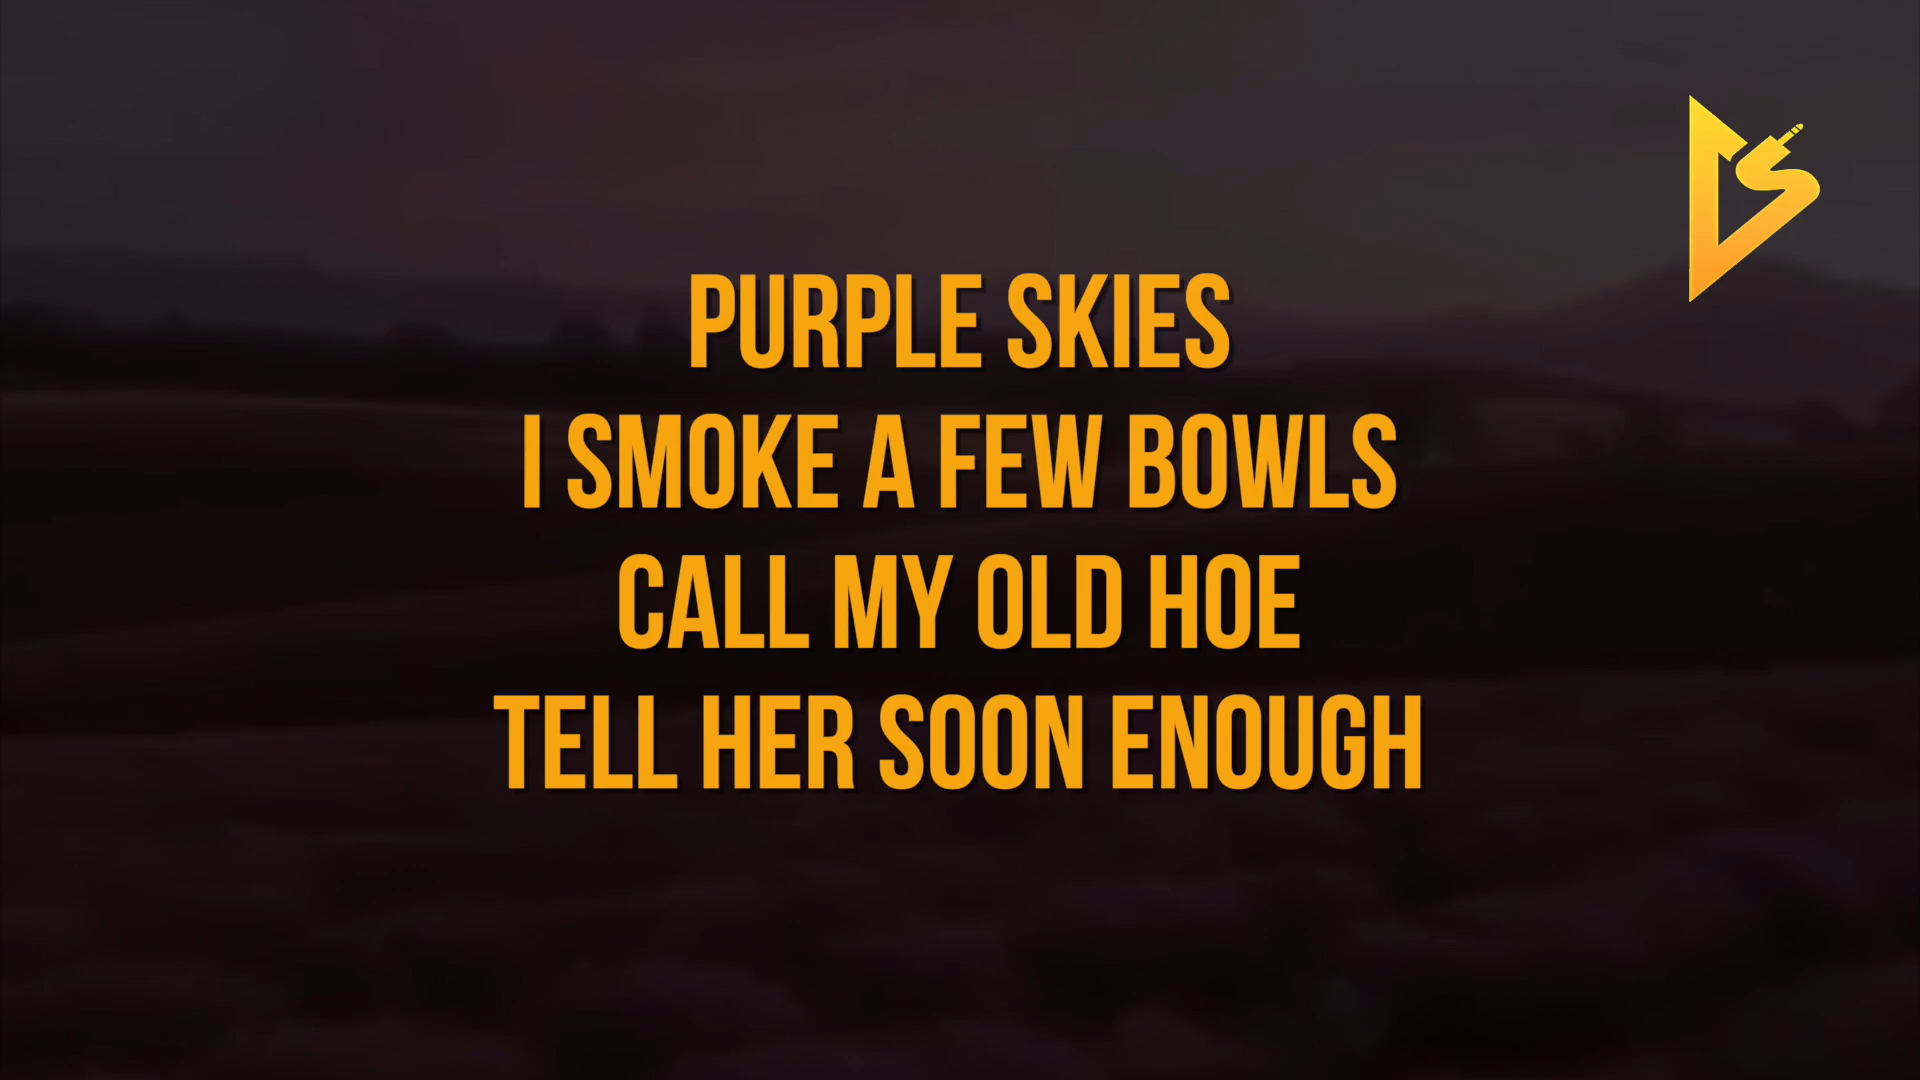 PURPLE SKIES
I SMOKE A FEW BOWLS
CALL MY OLD HOE
TELL HER SOON ENOUGH